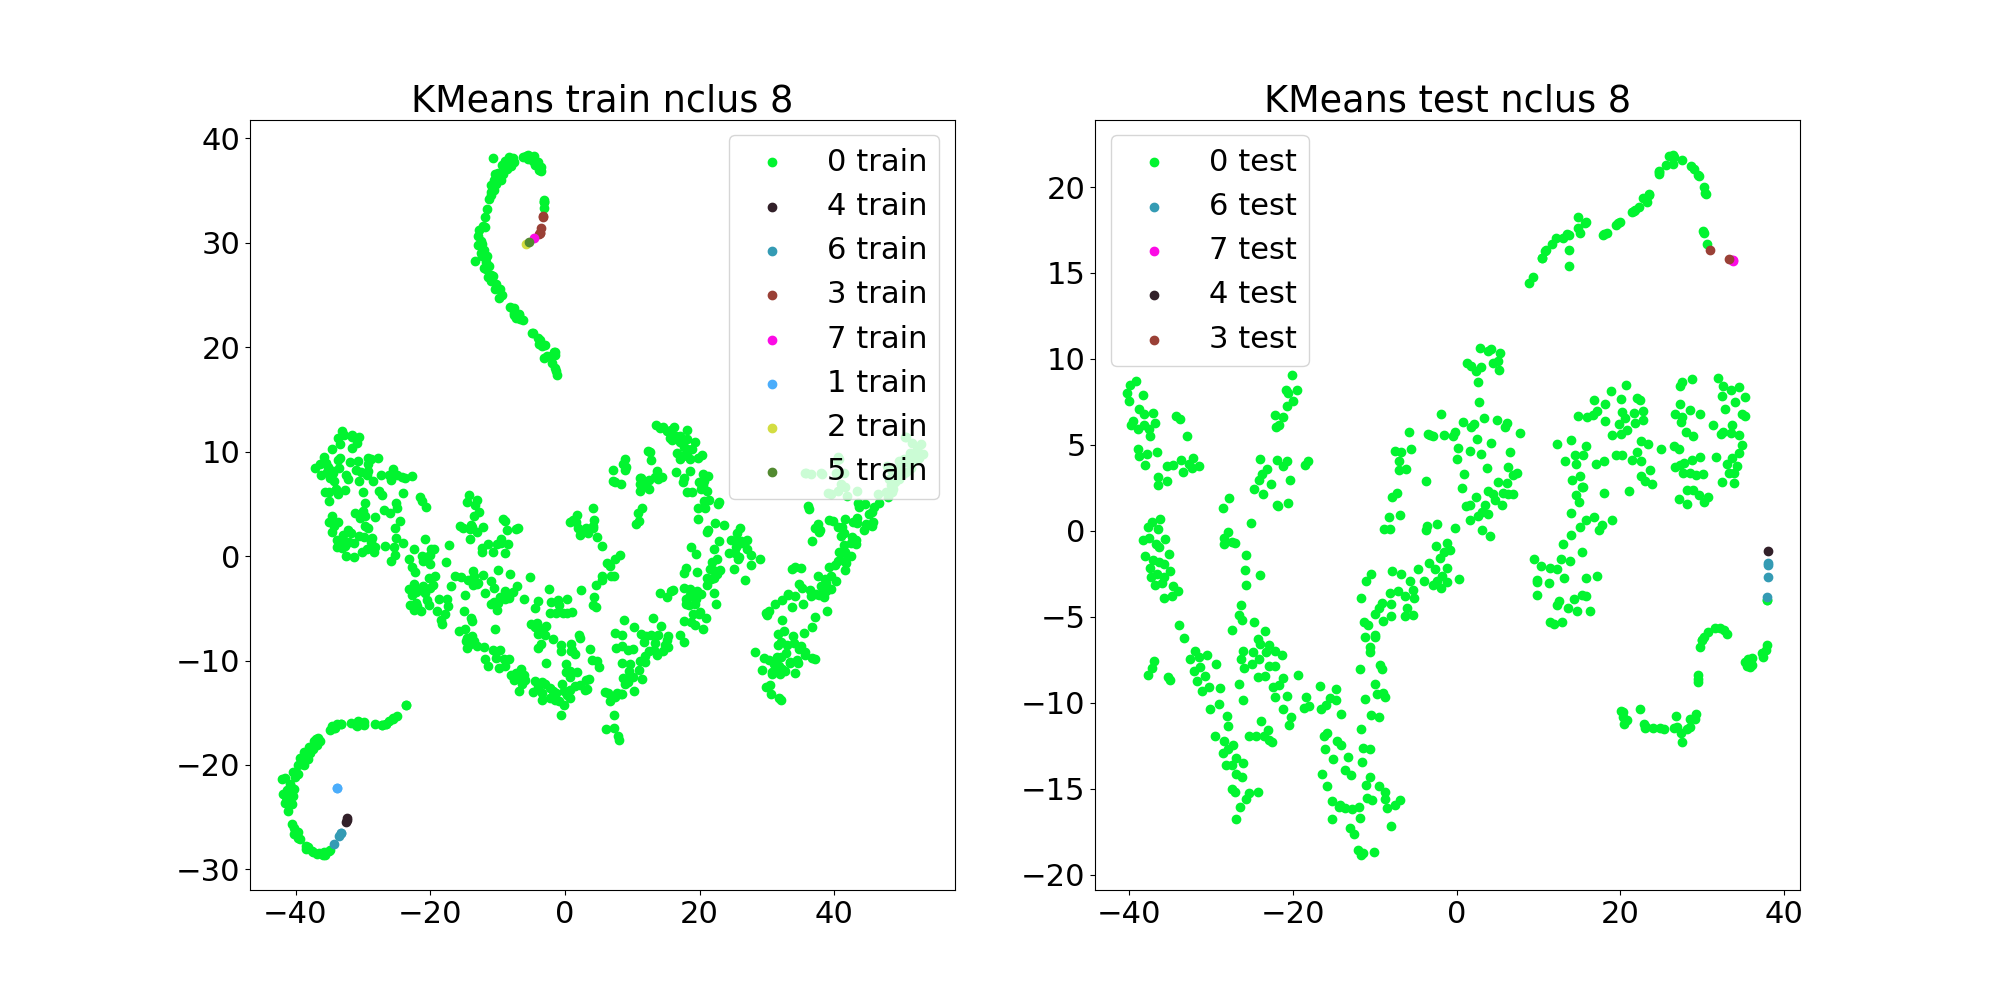 KMeans train nclus 8
40
30
20
10
0
−10
−20
−30
−40
−20
0
20
40
0 train
4 train
6 train
3 train
7 train
1 train
2 train
5 train
KMeans test nclus 8
20
15
10
5
0
−5
−10
−15
−20
−40
−20
0
20
40
0 test
6 test
7 test
4 test
3 test